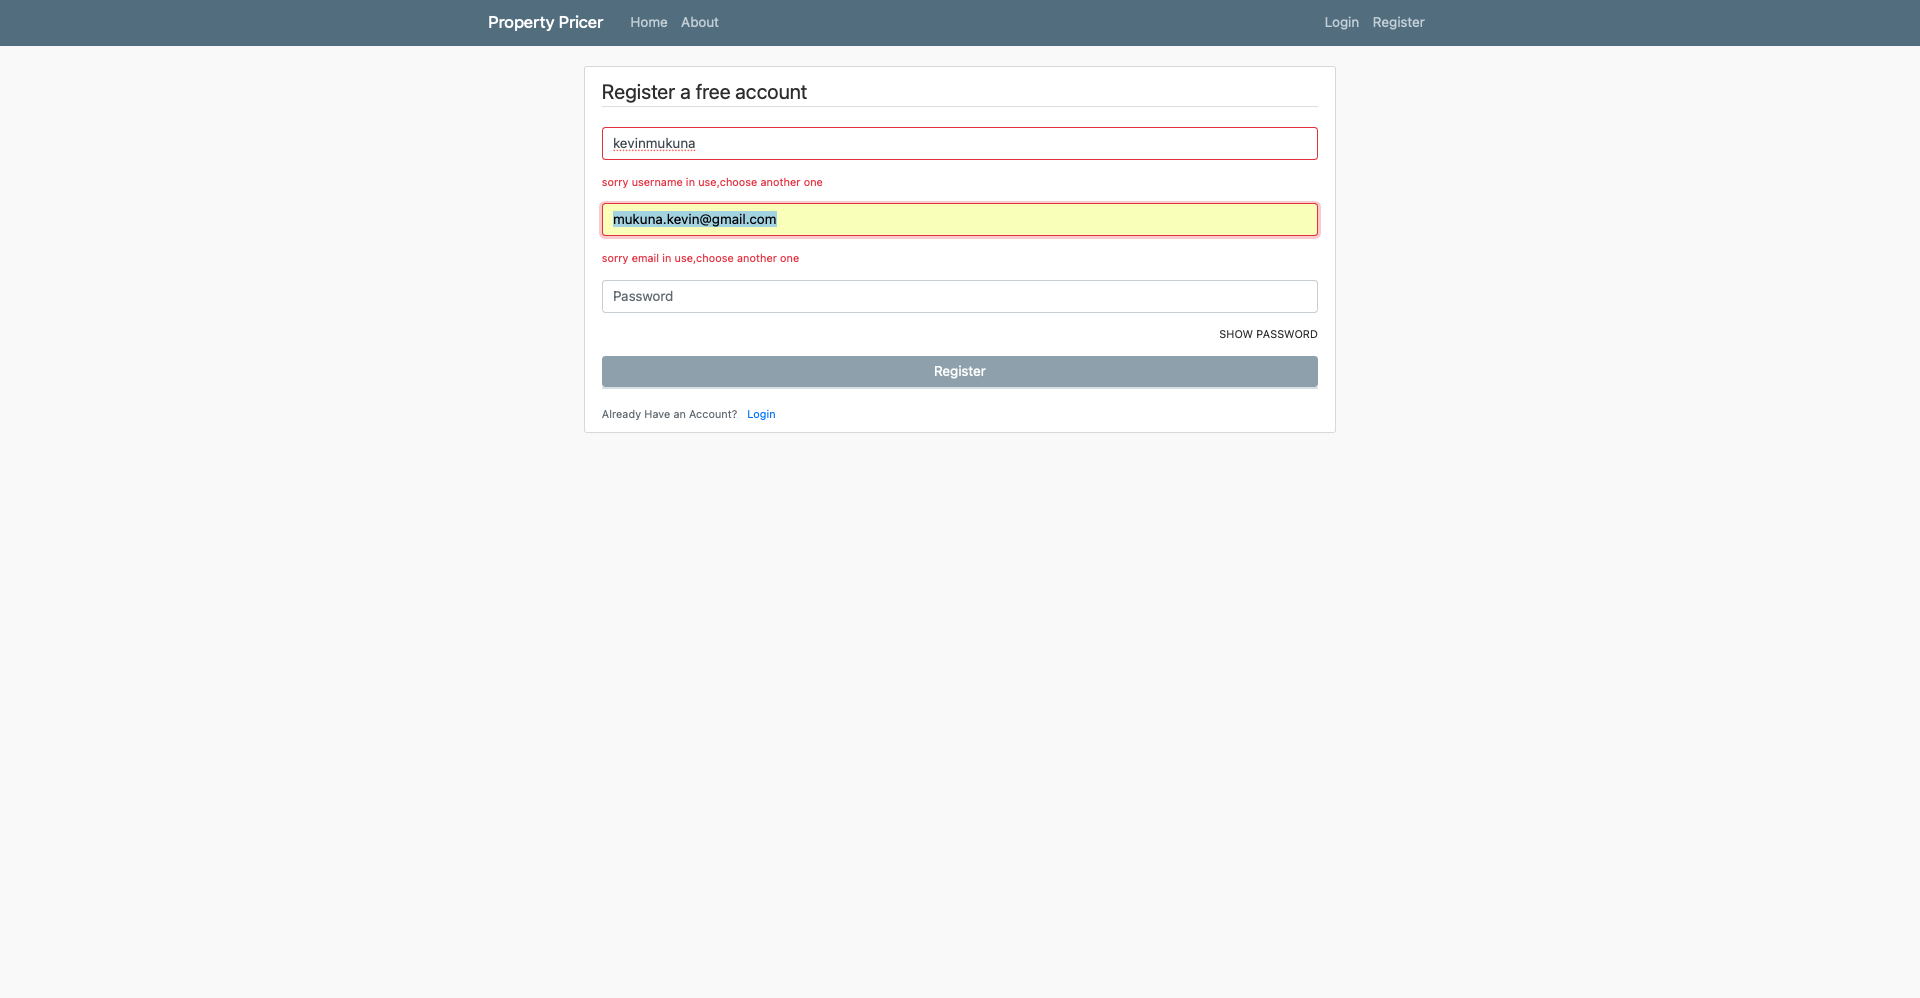 Property Pricer Home About Login Register
Register a free account
kevinmukuna
sorry username in use,choose another one
mukuna.kevin@gmail.com
sorry email in use,choose another one
Password
SHOW PASSWORD
Register
Already Have an Account? Login